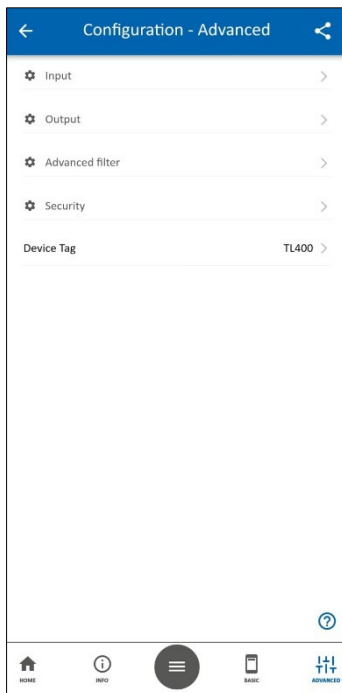 Configuration - Advanced
Input
Output
Advanced filter
Security
Device Tag TL400
HOME INFO BASIC ADVANCED